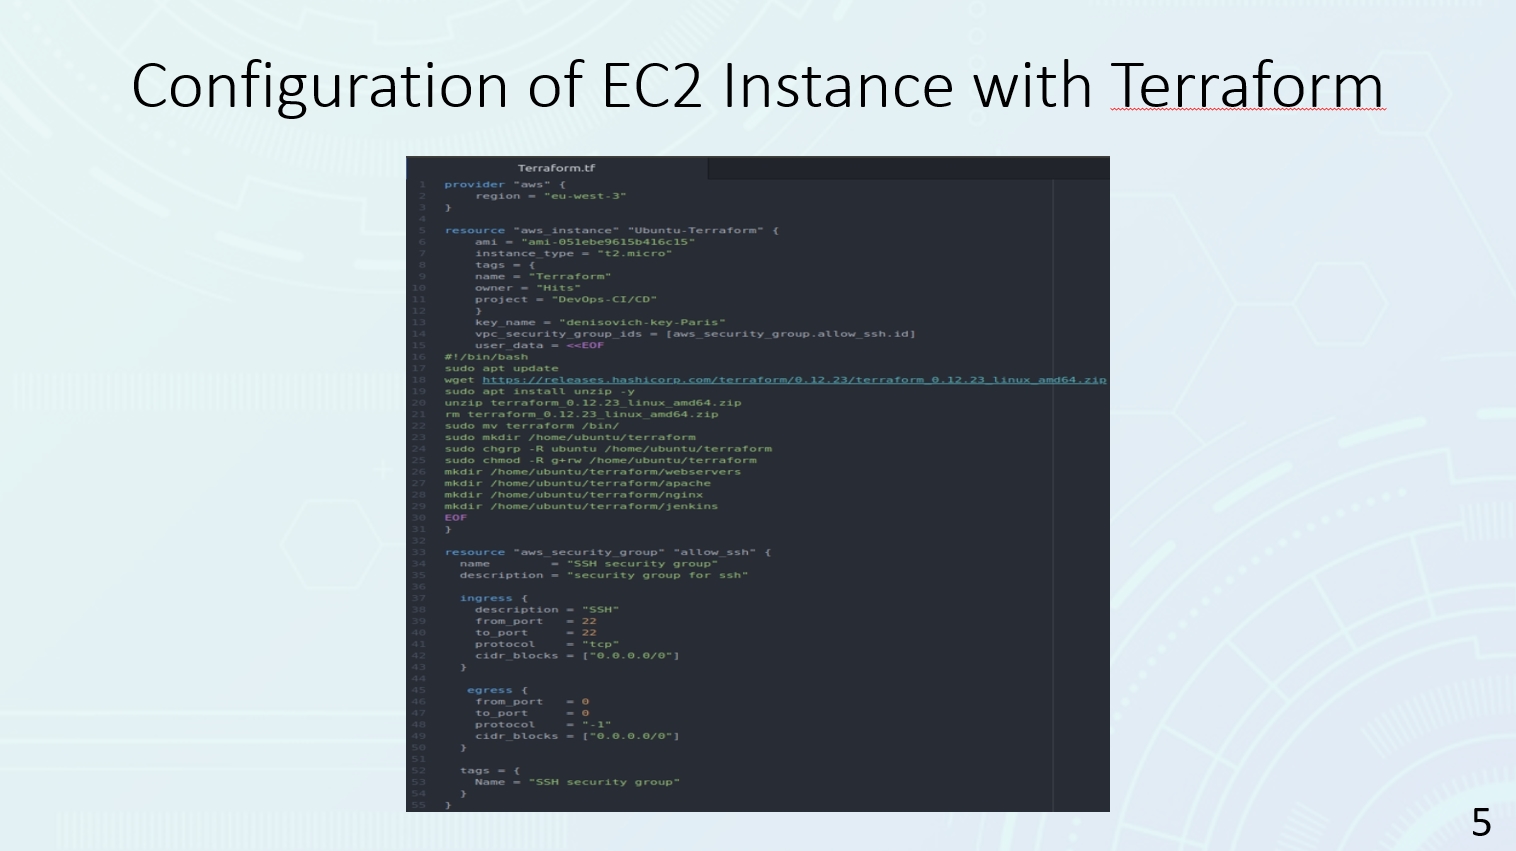 Configuration of EC2 Instance with Terraform
Terraform.tf
1 provider "aws" {
2 region = "eu-west-3"
3 }
4
5 resource "aws_instance" "Ubuntu-Terraform" {
6 ami = "ami-051ebe9615b416c15"
7 instance_type = "t2.micro"
8 tags = {
9 name = "Terraform"
10 owner = "Hits"
11 project = "DevOps-CI/CD"
12 }
13 key_name = "denisovich-key-Paris"
14 vpc_security_group_ids = [aws_security_group.allow_ssh.id]
15 user_data = <<EOF
16 #!/bin/bash
17 sudo apt update
18 wget https://releases.hashicorp.com/terraform/0.12.23/terraform_0.12.23_linux_amd64.zip
19 sudo apt install unzip -y
20 unzip terraform_0.12.23_linux_amd64.zip
21 rm terraform_0.12.23_linux_amd64.zip
22 sudo mv terraform /bin/
23 sudo mkdir /home/ubuntu/terraform
24 sudo chgrp -R ubuntu /home/ubuntu/terraform
25 sudo chmod -R g+rw /home/ubuntu/terraform
26 mkdir /home/ubuntu/terraform/webservers
27 mkdir /home/ubuntu/terraform/apache
28 mkdir /home/ubuntu/terraform/nginx
29 mkdir /home/ubuntu/terraform/jenkins
30 EOF
31 }
32
33 resource "aws_security_group" "allow_ssh" {
34 name = "SSH security group"
35 description = "security group for ssh"
36
37 ingress {
38 description = "SSH"
39 from_port = 22
40 to_port = 22
41 protocol = "tcp"
42 cidr_blocks = ["0.0.0.0/0"]
43 }
44
45 egress {
46 from_port = 0
47 to_port = 0
48 protocol = "-1"
49 cidr_blocks = ["0.0.0.0/0"]
50 }
51
52 tags = {
53 Name = "SSH security group"
54 }
55 }
5